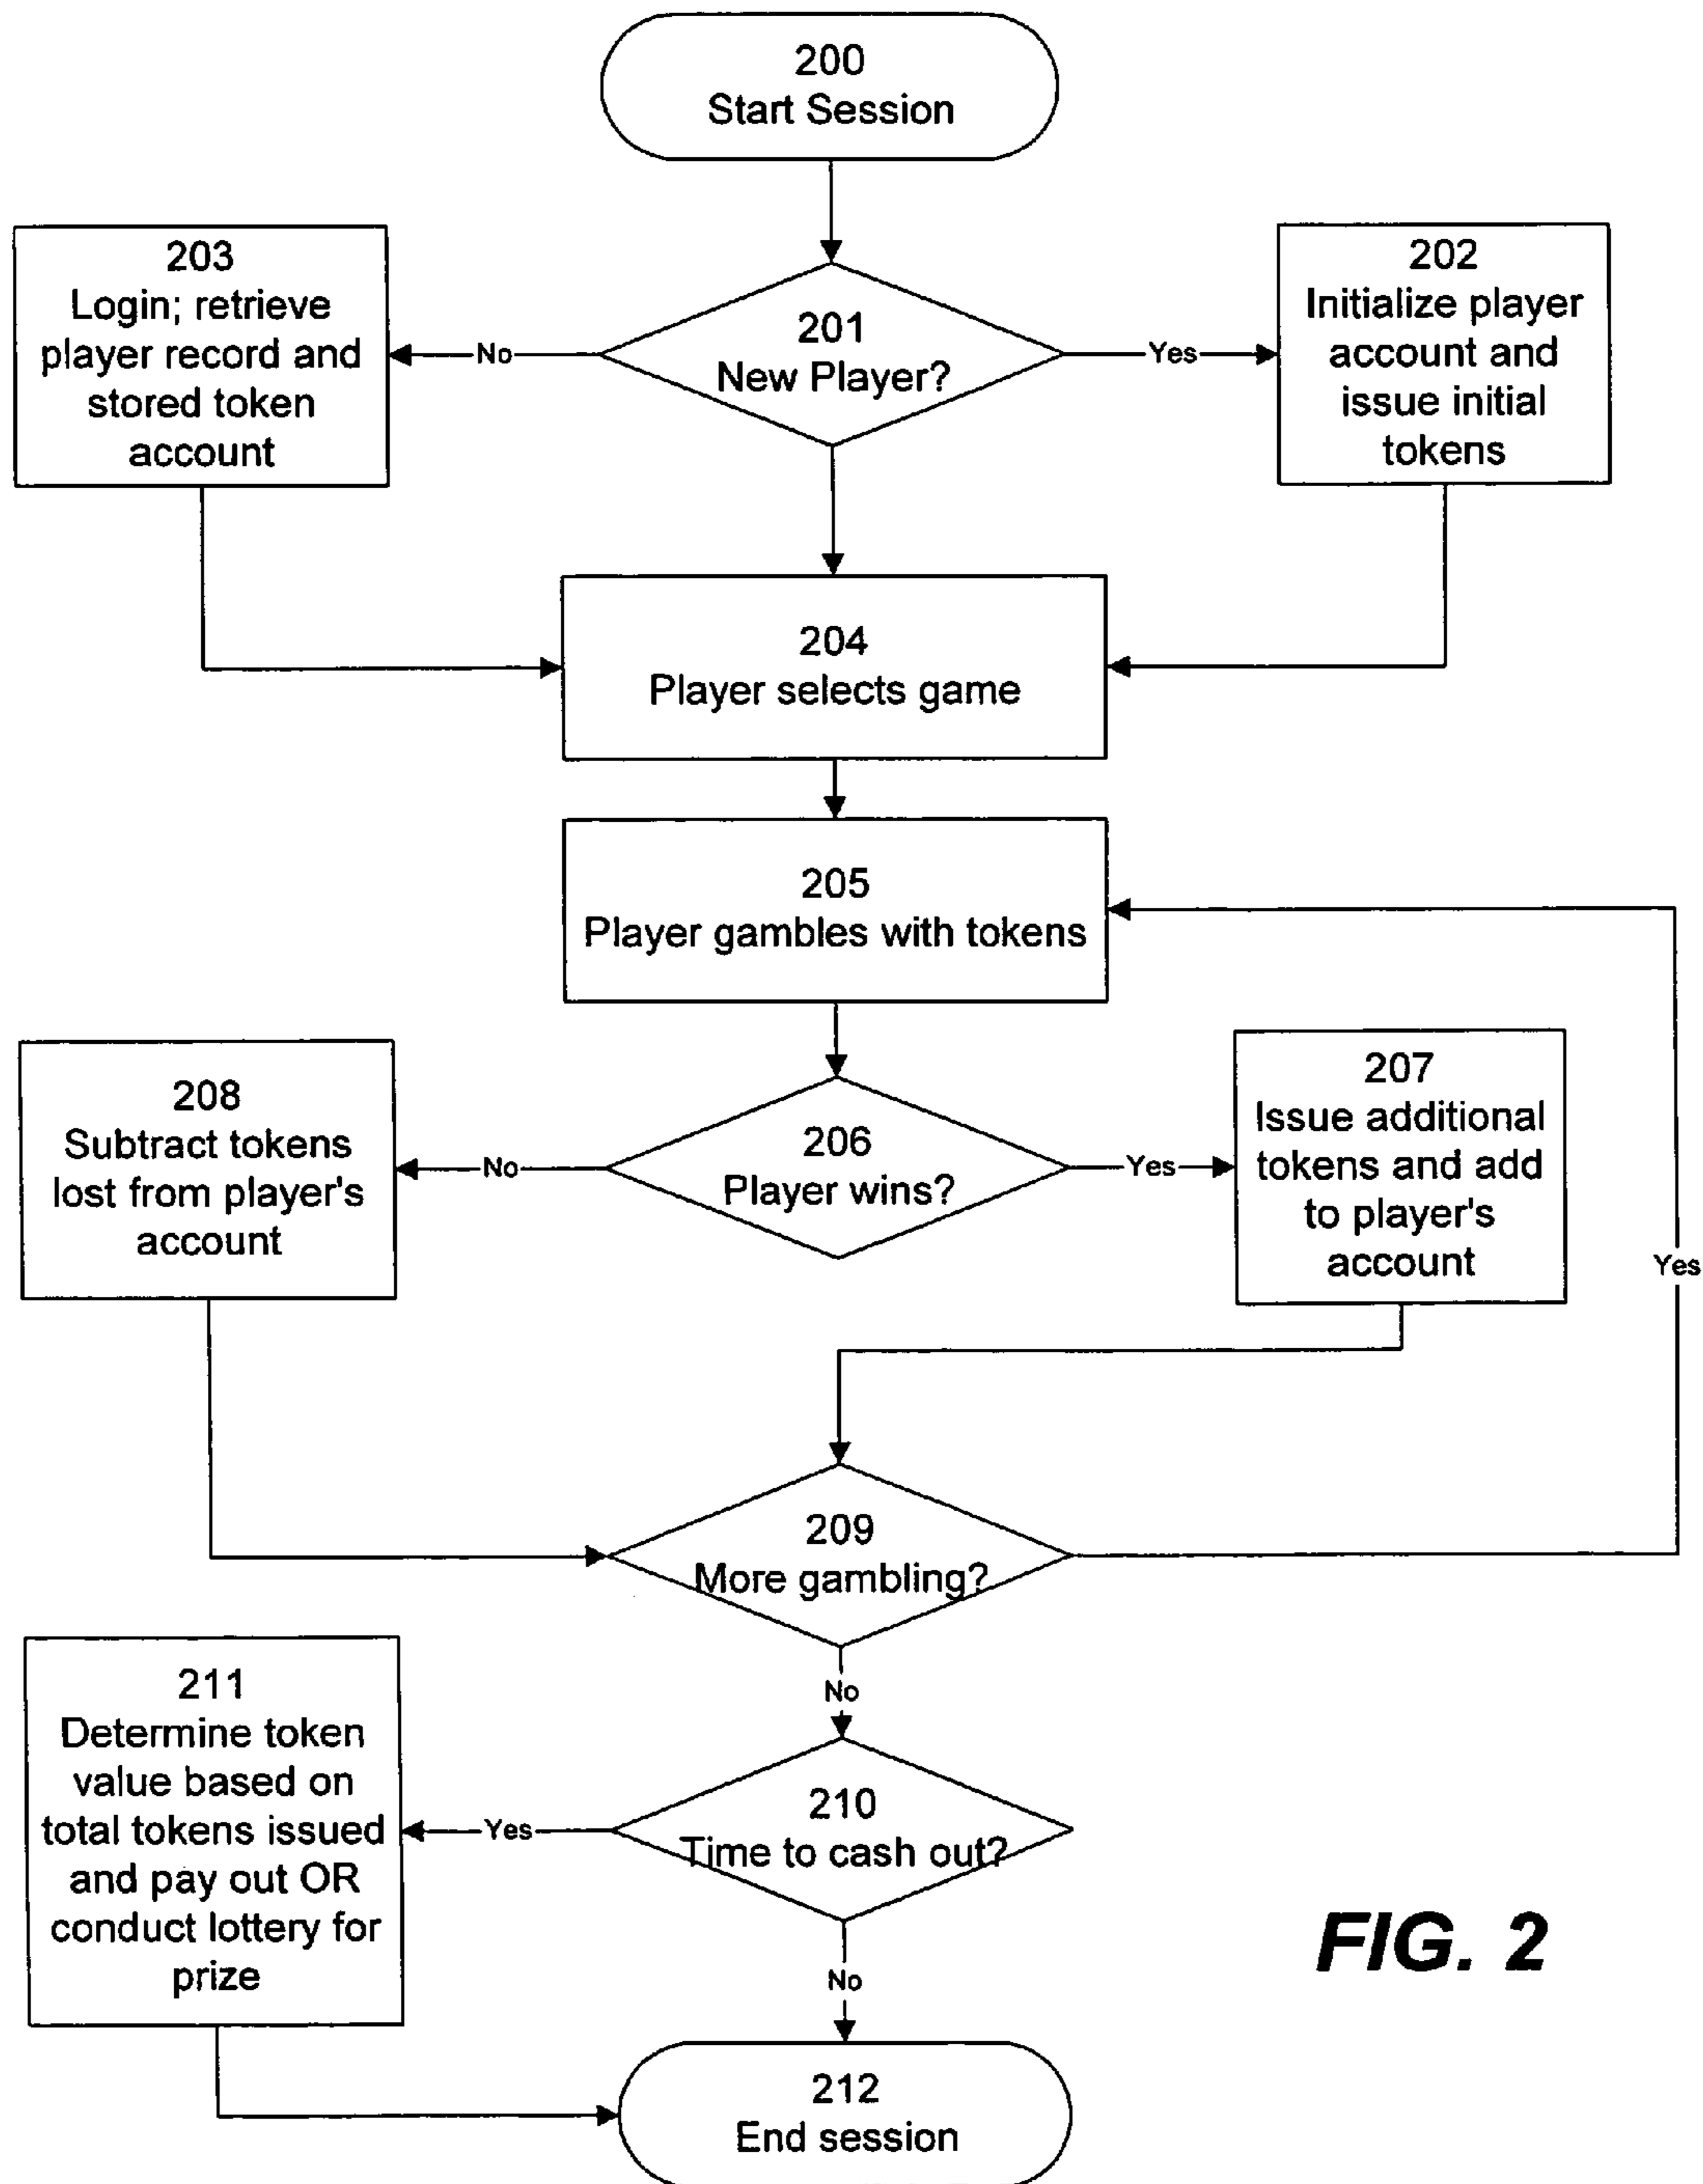 200
Start Session
203
Login; retrieve
player record and
stored token
account
No
201
New Player?
Yes
202
Initialize player
account and
issue initial
tokens
204
Player selects game
205
Player gambles with tokens
208
Subtract tokens
lost from player's
account
No
206
Player wins?
Yes
207
Issue additional
tokens and add
to player's
account
Yes
209
More gambling?
No
211
Determine token
value based on
total tokens issued
and pay out OR
conduct lottery for
prize
Yes
210
Time to cash out?
No
FIG. 2
212
End session